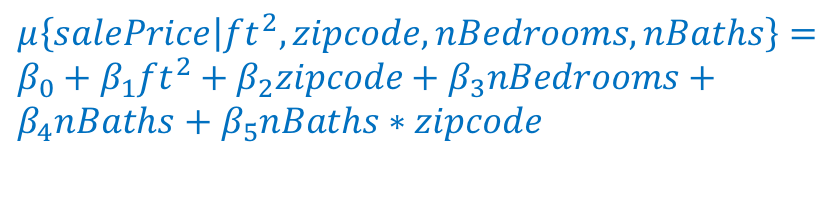 μ{salePrice|ft², zipcode, nBedrooms, nBaths} =
β₀ + β₁ft² + β₂zipcode + β₃nBedrooms +
β₄nBaths + β₅nBaths * zipcode